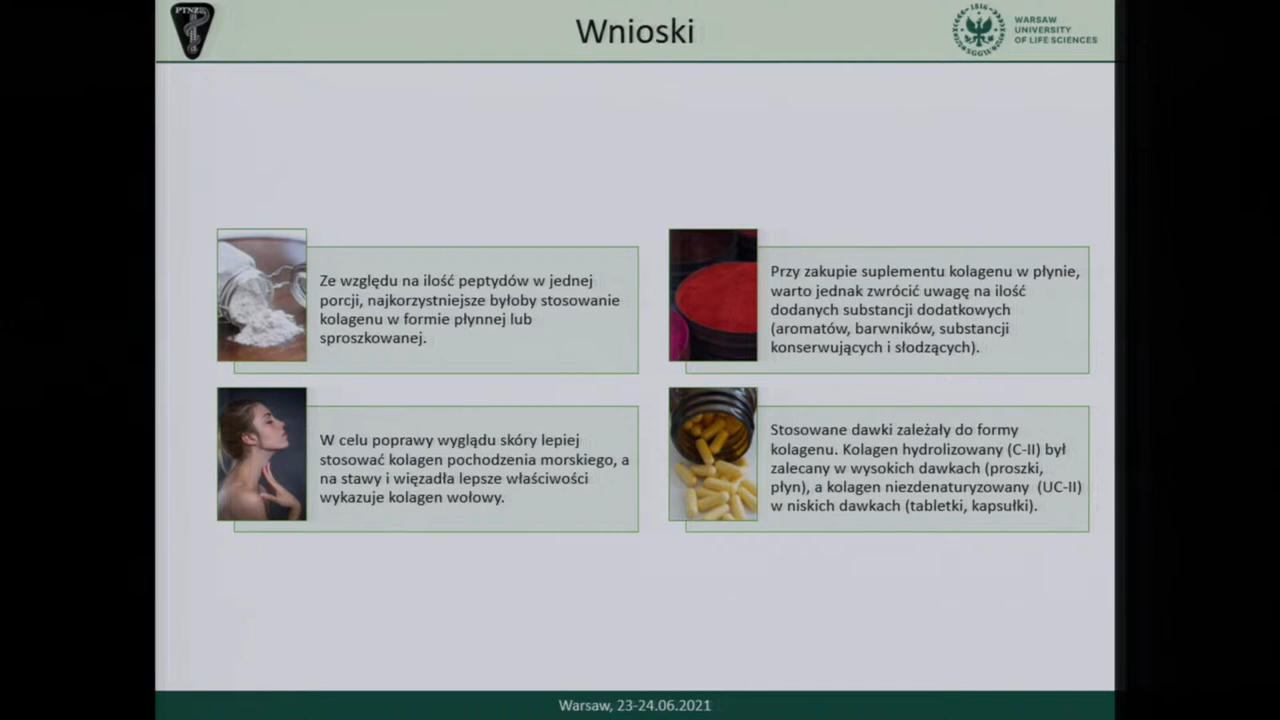 PTNZ
Wnioski
1816
SGGW
WARSAW
UNIVERSITY
OF LIFE SCIENCES
Ze względu na ilość peptydów w jednej
porcji, najkorzystniejsze byłoby stosowanie
kolagenu w formie płynnej lub
sproszkowanej.
Przy zakupie suplementu kolagenu w płynie,
warto jednak zwrócić uwagę na ilość
dodanych substancji dodatkowych
(aromatów, barwników, substancji
konserwujących i słodzących).
W celu poprawy wyglądu skóry lepiej
stosować kolagen pochodzenia morskiego, a
na stawy i więzadła lepsze właściwości
wykazuje kolagen wołowy.
Stosowane dawki zależały do formy
kolagenu. Kolagen hydrolizowany (C-II) był
zalecany w wysokich dawkach (proszki,
płyn), a kolagen niezdenaturyzowany (UC-II)
w niskich dawkach (tabletki, kapsułki).
Warsaw, 23-24.06.2021